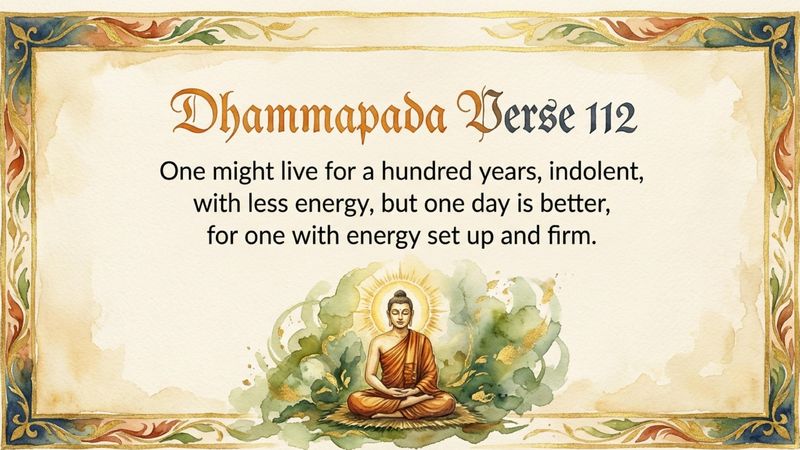 Dhammapada Verse 112
One might live for a hundred years, indolent,
with less energy, but one day is better,
for one with energy set up and firm.